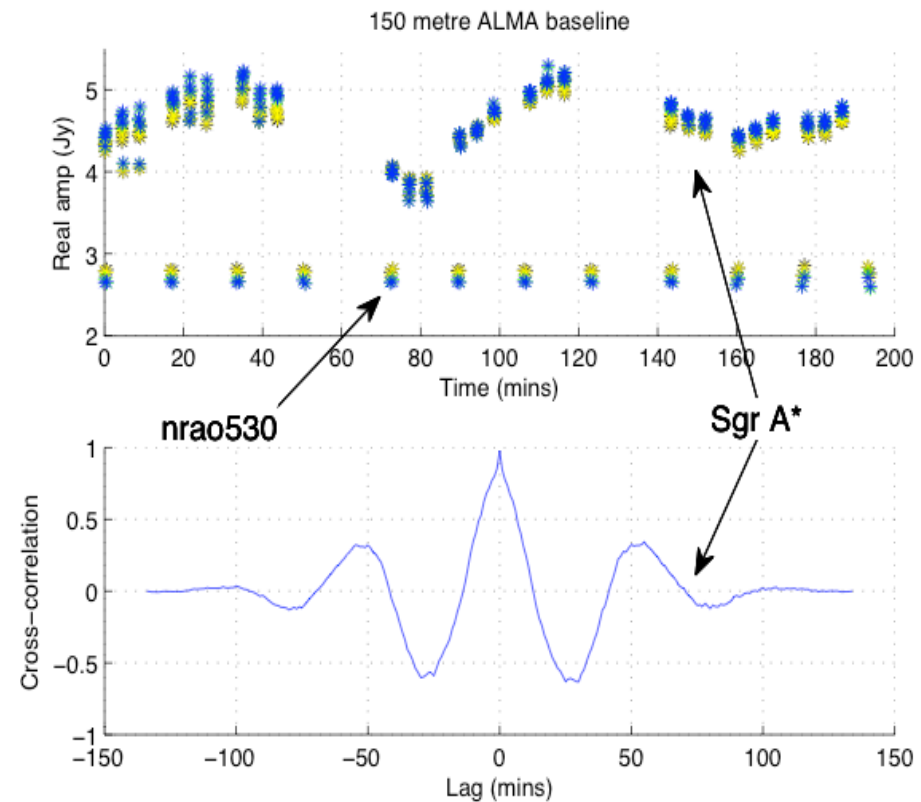 150 metre ALMA baseline
Real amp (Jy)
5
4
3
2
0 20 40 60 80 100 120 140 160 180 200
Time (mins)
nrao530
Sgr A*
Cross-correlation
1
0.5
0
−0.5
−1
−150 −100 −50 0 50 100 150
Lag (mins)